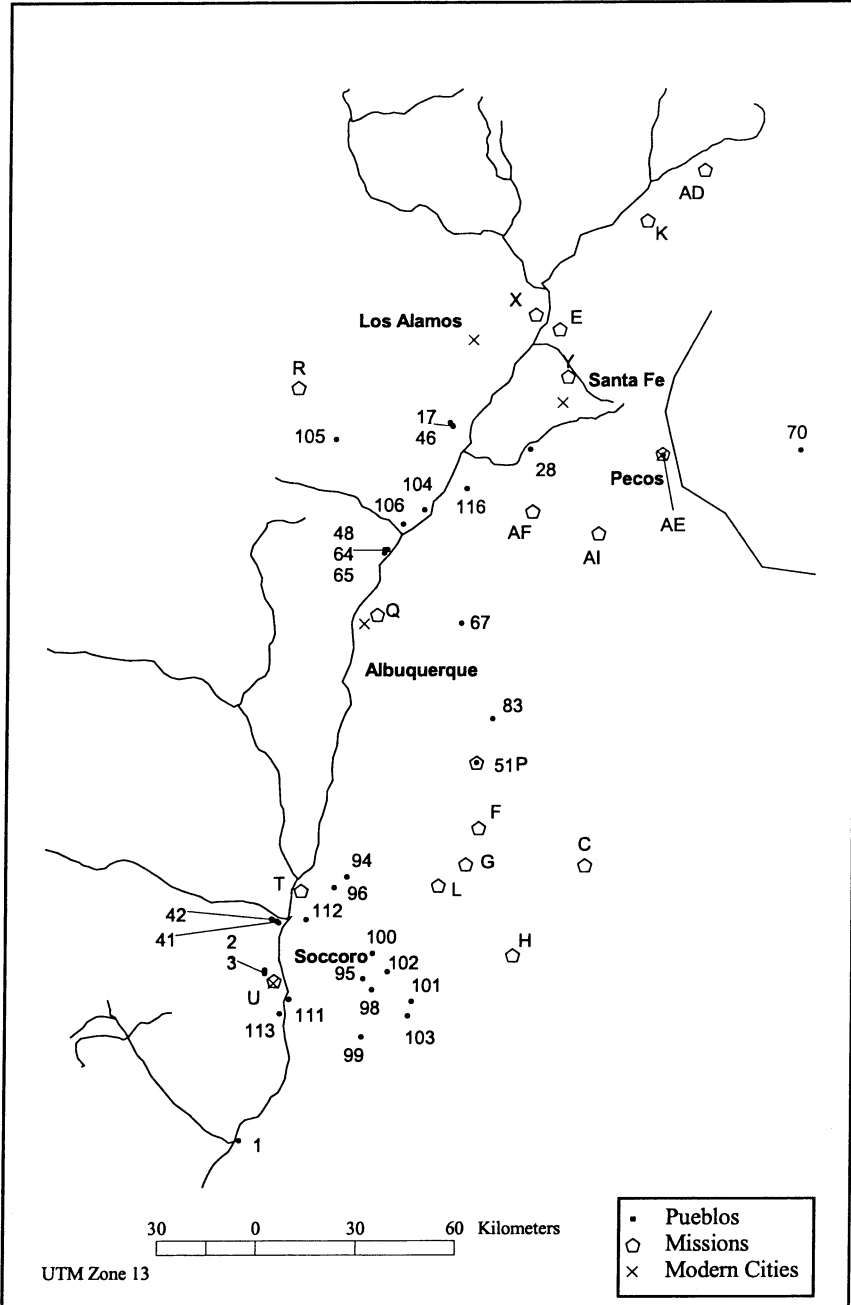 AD
K
X
E
Los Alamos
Y
R
Santa Fe
17
46
105
28
70
Pecos
104
116
106
AF
AE
AI
48
64
65
Q
67
Albuquerque
83
51P
F
C
G
94
T
L
96
42
112
41
2
H
100
Soccoro
3
95
102
U
98
101
111
113
103
99
1
30 0 30 60 Kilometers
Pueblos
Missions
Modern Cities
UTM Zone 13